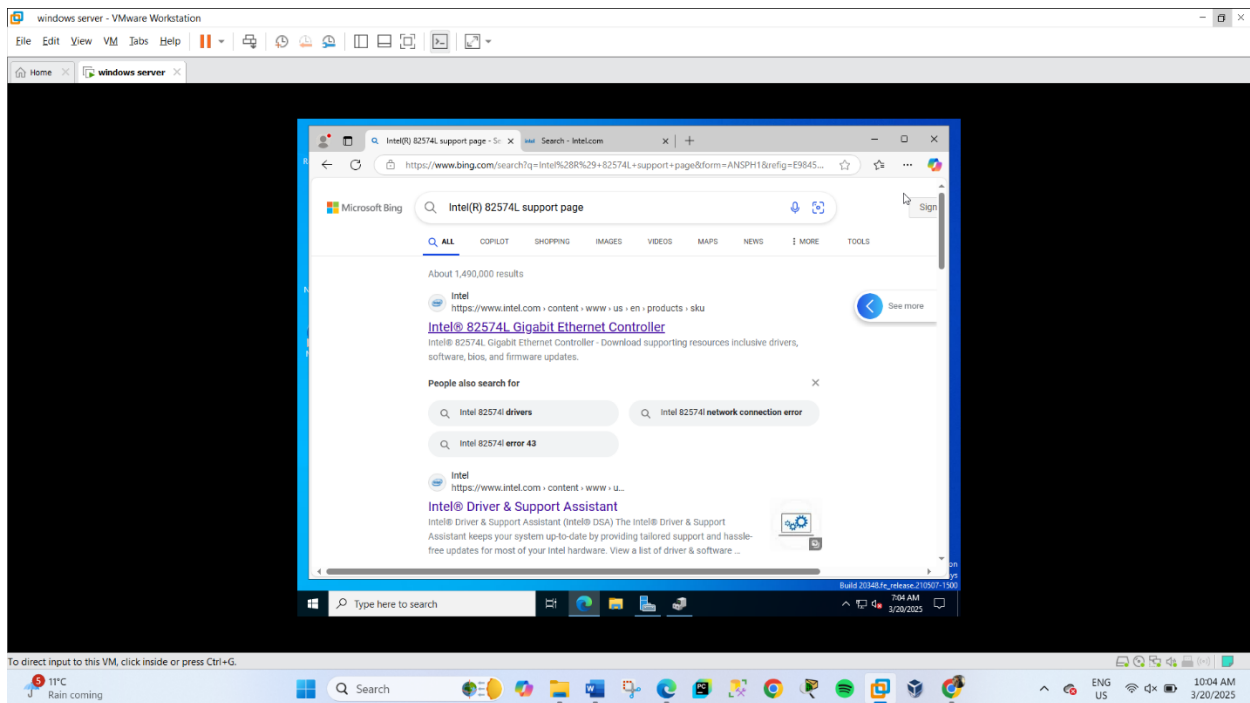 windows server - VMware Workstation
File Edit View VM Tabs Help
Home
windows server
Intel(R) 82574L support page - Se
Search - Intel.com
https://www.bing.com/search?q=Intel%28R%29+82574L+support+page&form=ANSPH1&refig=E9845...
Microsoft Bing
Intel(R) 82574L support page
Sign
ALL COPILOT SHOPPING IMAGES VIDEOS MAPS NEWS MORE TOOLS
About 1,490,000 results
Intel
https://www.intel.com › content › www › us › en › products › sku
See more
Intel® 82574L Gigabit Ethernet Controller
Intel® 82574L Gigabit Ethernet Controller - Download supporting resources inclusive drivers,
software, bios, and firmware updates.
People also search for
Intel 82574l drivers
Intel 82574l network connection error
Intel 82574l error 43
Intel
https://www.intel.com › content › www › u...
Intel® Driver & Support Assistant
Intel® Driver & Support Assistant (Intel® DSA) The Intel® Driver & Support
Assistant keeps your system up-to-date by providing tailored support and hassle-
free updates for most of your Intel hardware. View a list of driver & software ...
Build 20348.fe_release.210507-1500
Type here to search
7:04 AM
3/20/2025
To direct input to this VM, click inside or press Ctrl+G.
5
11°C
Rain coming
Search
ENG
US
10:04 AM
3/20/2025